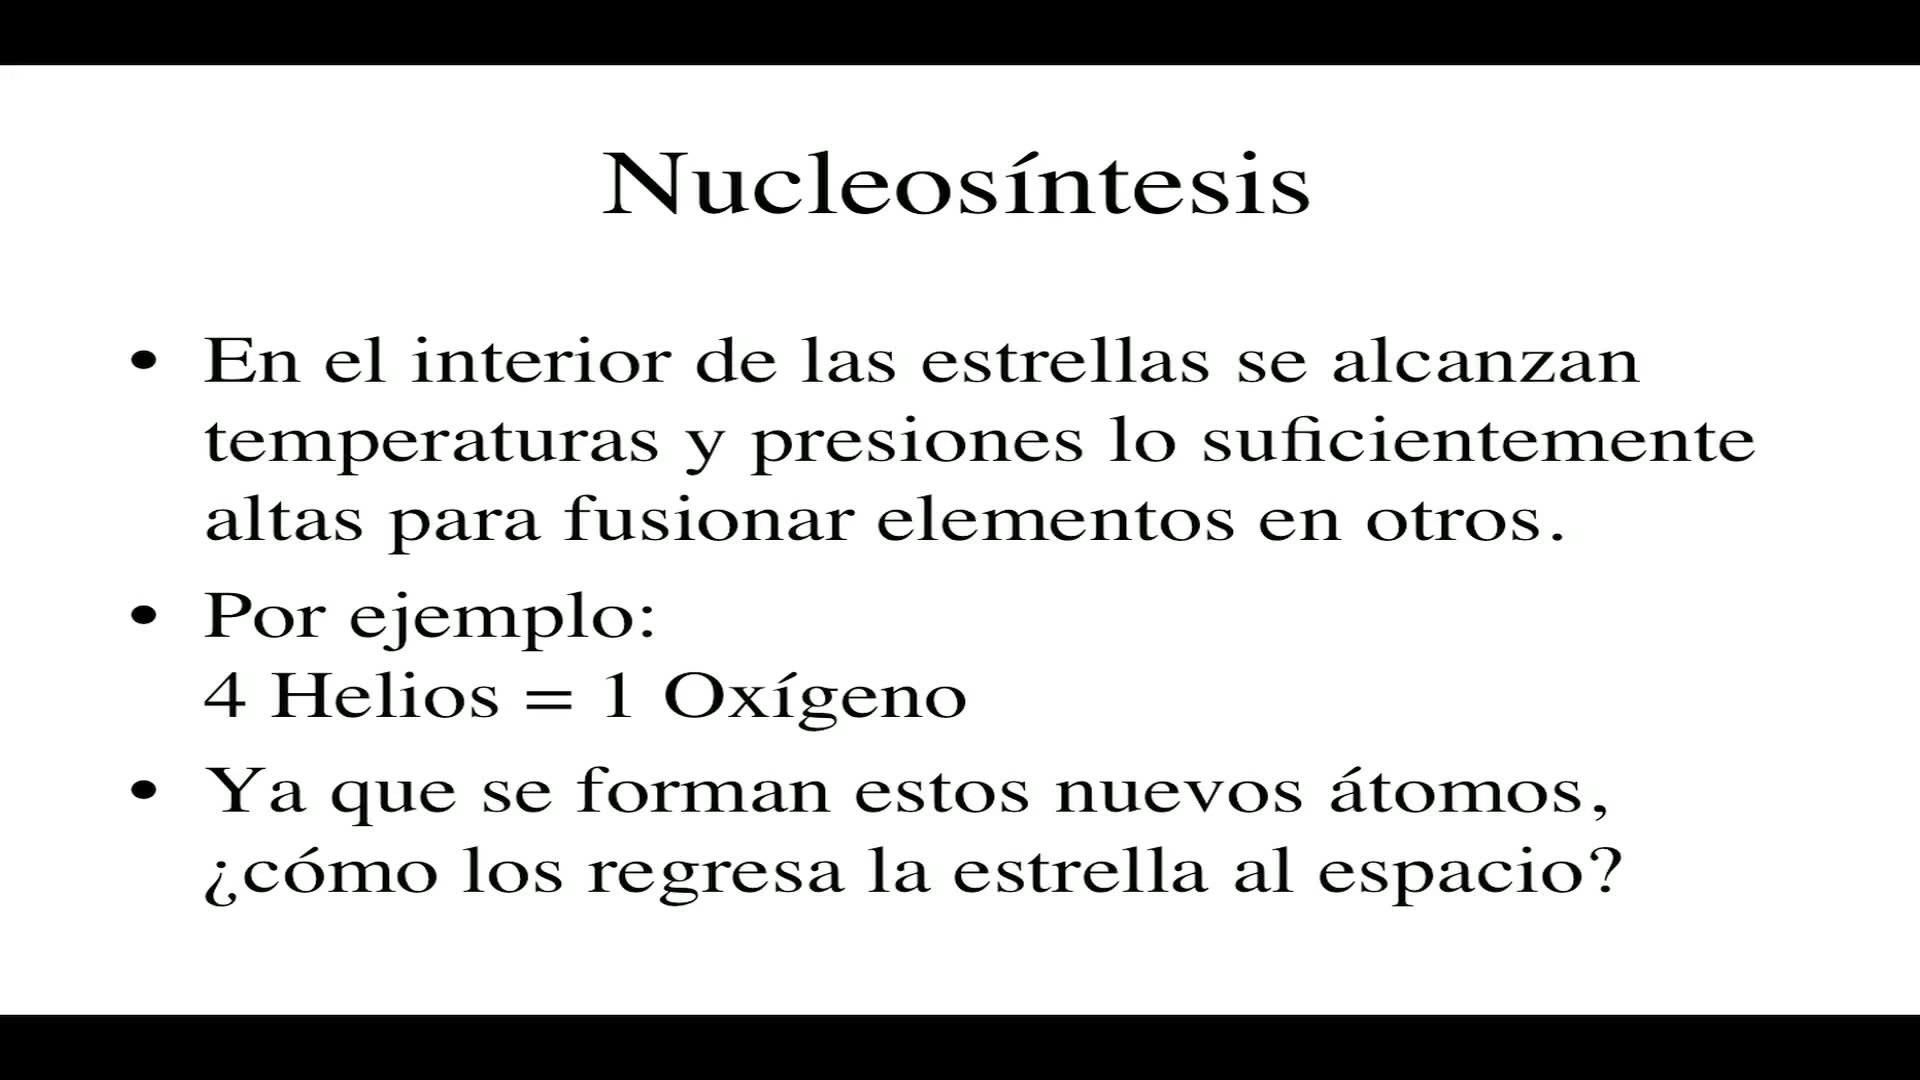 Nucleosíntesis
• En el interior de las estrellas se alcanzan
temperaturas y presiones lo suficientemente
altas para fusionar elementos en otros.
• Por ejemplo:
4 Helios = 1 Oxígeno
• Ya que se forman estos nuevos átomos,
¿cómo los regresa la estrella al espacio?